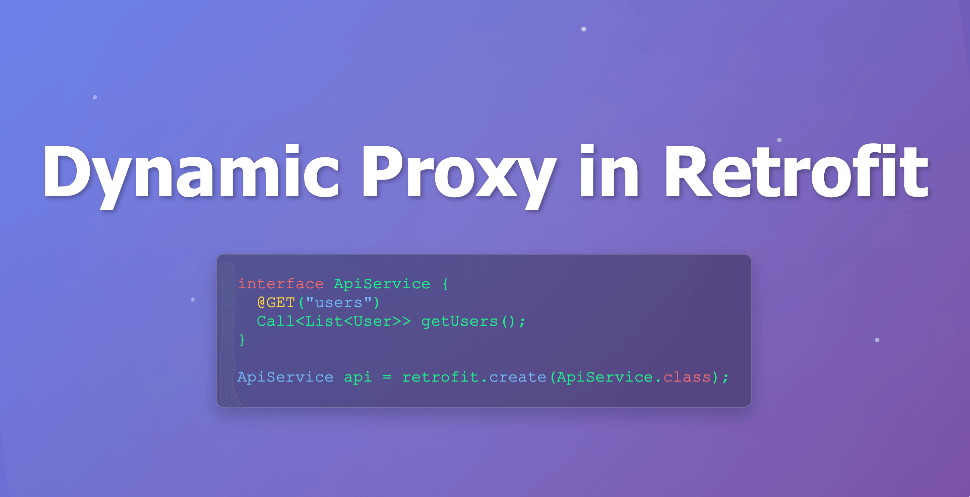 Dynamic Proxy in Retrofit
interface ApiService {
  @GET("users")
  Call<List<User>> getUsers();
}
ApiService api = retrofit.create(ApiService.class);